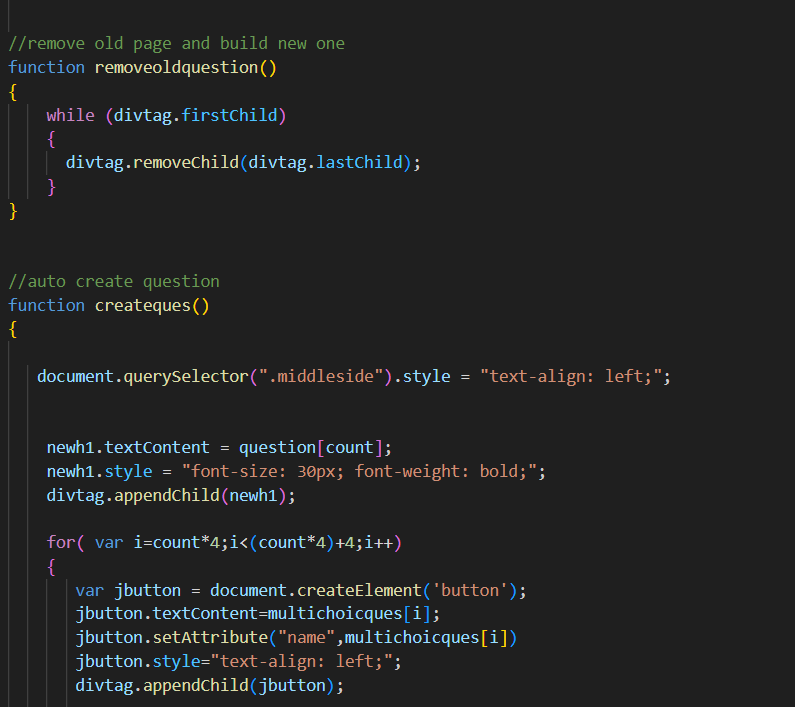 //remove old page and build new one
function removeoldquestion()
{
    while (divtag.firstChild)
    {
      divtag.removeChild(divtag.lastChild);
    }
}
//auto create question
function createques()
{
   document.querySelector(".middleside").style = "text-align: left;";
    newh1.textContent = question[count];
    newh1.style = "font-size: 30px; font-weight: bold;";
    divtag.appendChild(newh1);
    for( var i=count*4;i<(count*4)+4;i++)
    {
       var jbutton = document.createElement('button');
       jbutton.textContent=multichoicques[i];
       jbutton.setAttribute("name",multichoicques[i])
       jbutton.style="text-align: left;";
       divtag.appendChild(jbutton);